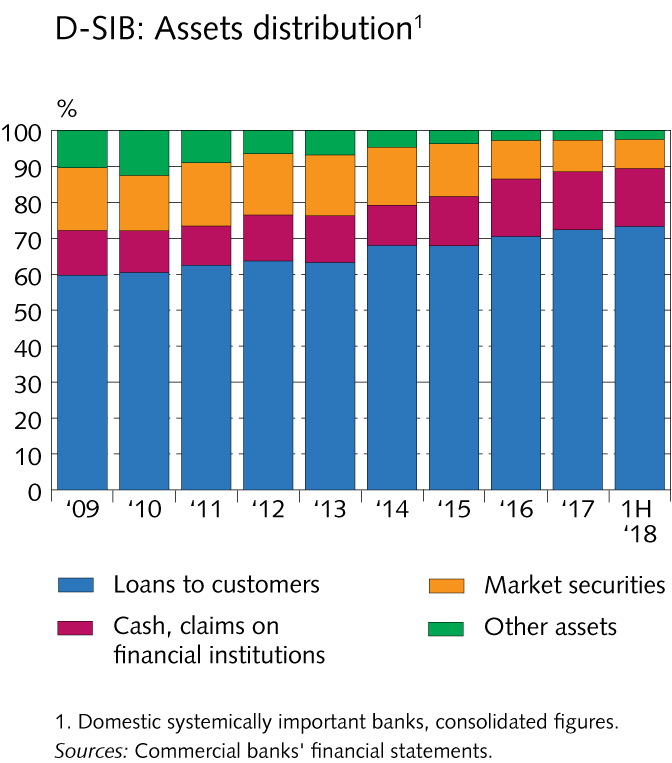 D-SIB: Assets distribution¹
%
100
90
80
70
60
50
40
30
20
10
0
‘09 ‘10 ‘11 ‘12 ‘13 ‘14 ‘15 ‘16 ‘17 1H
‘18
Loans to customers
Cash, claims on
financial institutions
Market securities
Other assets
1. Domestic systemically important banks, consolidated figures.
Sources: Commercial banks' financial statements.